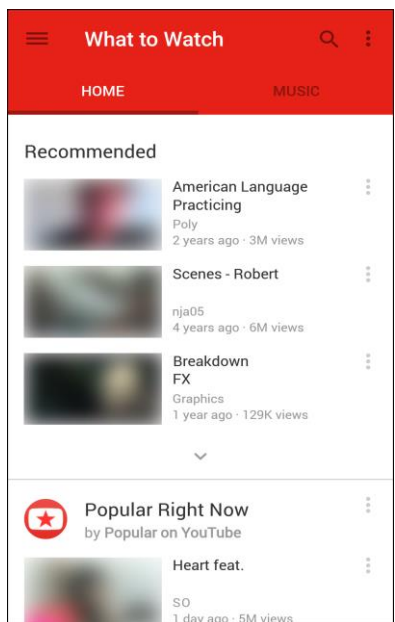 What to Watch
HOME MUSIC
Recommended
American Language
Practicing
Poly
2 years ago · 3M views
Scenes - Robert
nja05
4 years ago · 6M views
Breakdown
FX
Graphics
1 year ago · 129K views
Popular Right Now
by Popular on YouTube
Heart feat.
SO
1 day ago · 5M views